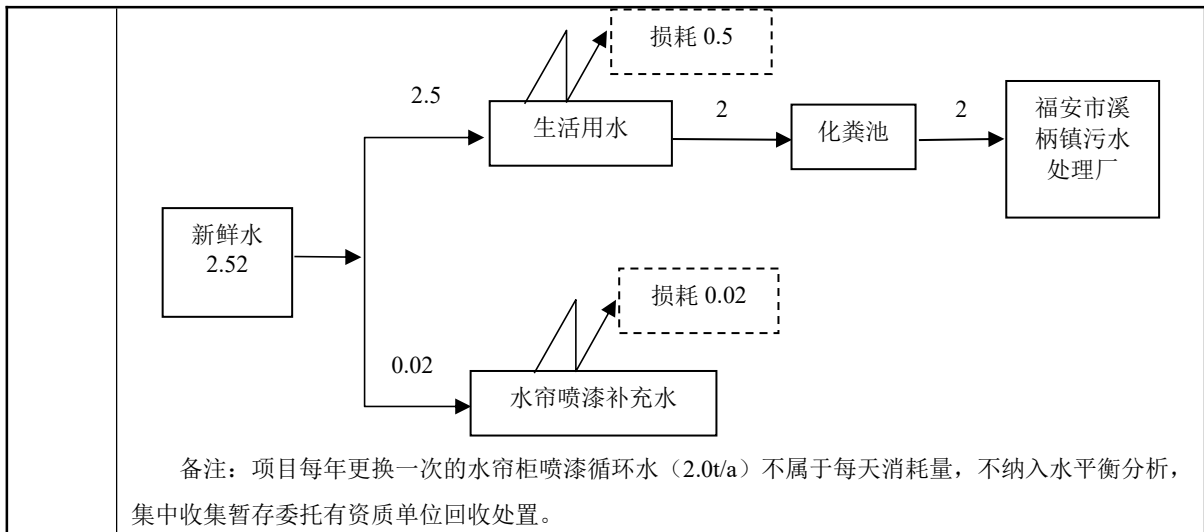 损耗 0.5
2.5
生活用水
2
化粪池
2
福安市溪
柄镇污水
处理厂
新鲜水
2.52
损耗 0.02
0.02
水帘喷漆补充水
备注：项目每年更换一次的水帘柜喷漆循环水（2.0t/a）不属于每天消耗量，不纳入水平衡分析，
集中收集暂存委托有资质单位回收处置。